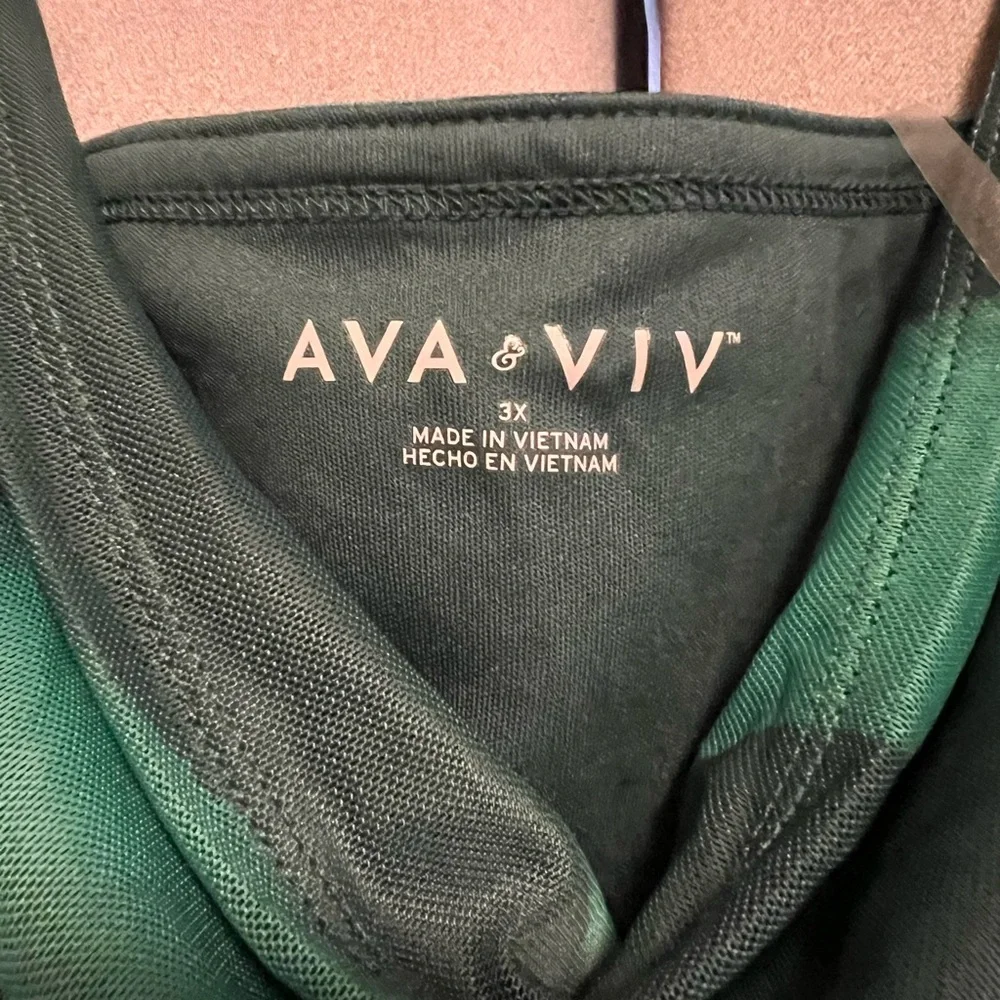 AVA & VIV™
3X
MADE IN VIETNAM
HECHO EN VIETNAM